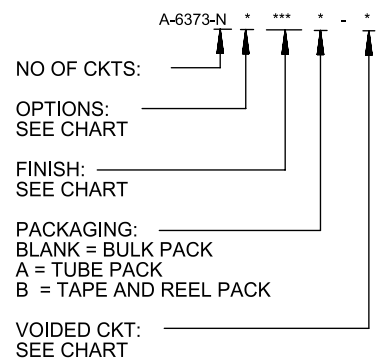 A-6373-N * *** * - *
NO OF CKTS:
OPTIONS:
SEE CHART
FINISH:
SEE CHART
PACKAGING:
BLANK = BULK PACK
A = TUBE PACK
B = TAPE AND REEL PACK
VOIDED CKT:
SEE CHART